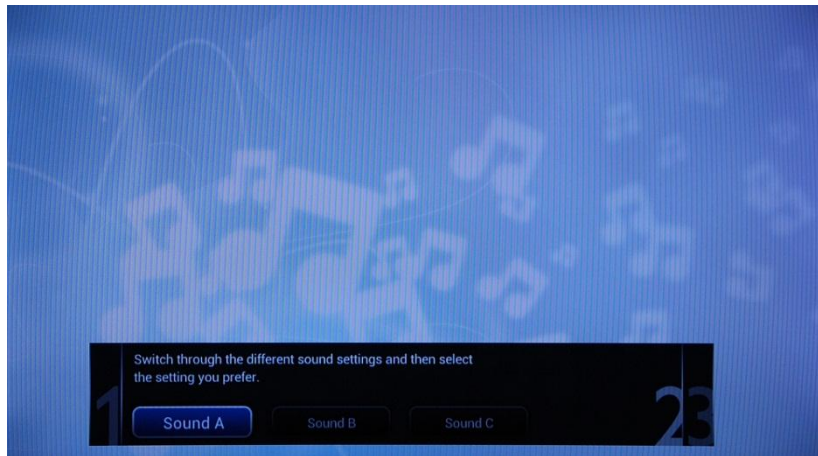 Switch through the different sound settings and then select
the setting you prefer.
1
Sound A
Sound B
Sound C
2
3